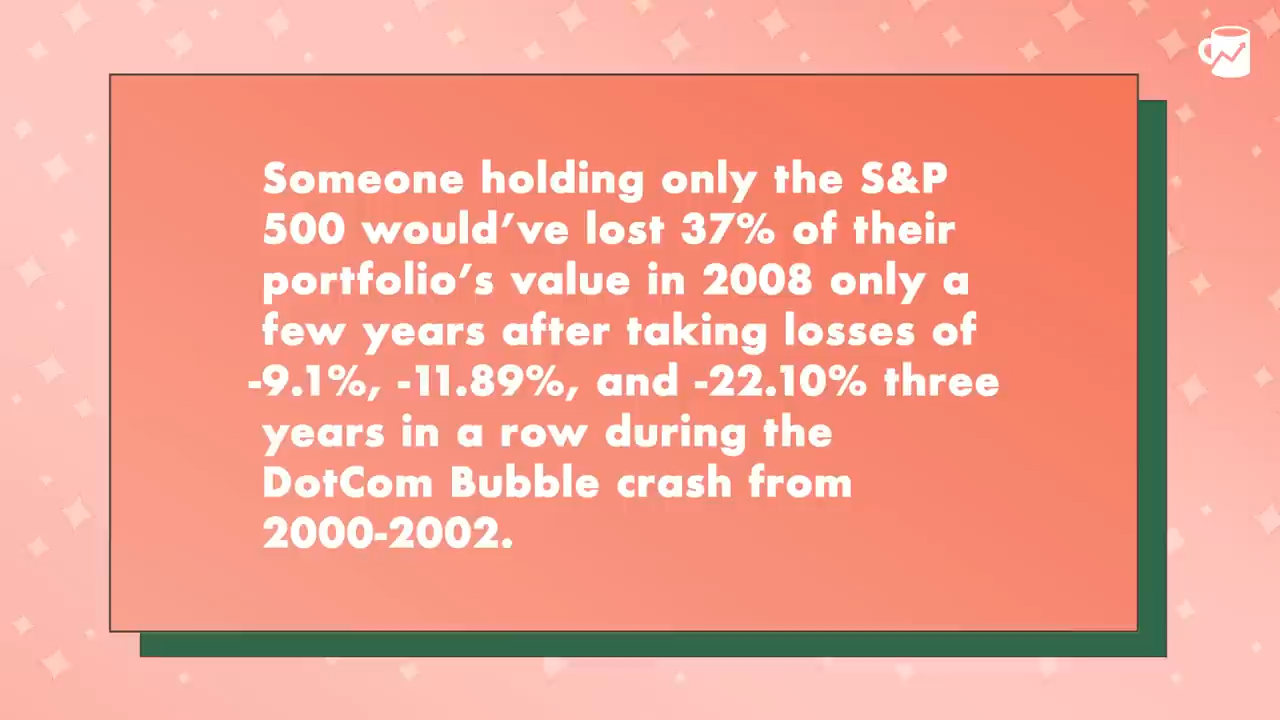 Someone holding only the S&P
500 would’ve lost 37% of their
portfolio’s value in 2008 only a
few years after taking losses of
-9.1%, -11.89%, and -22.10% three
years in a row during the
DotCom Bubble crash from
2000-2002.